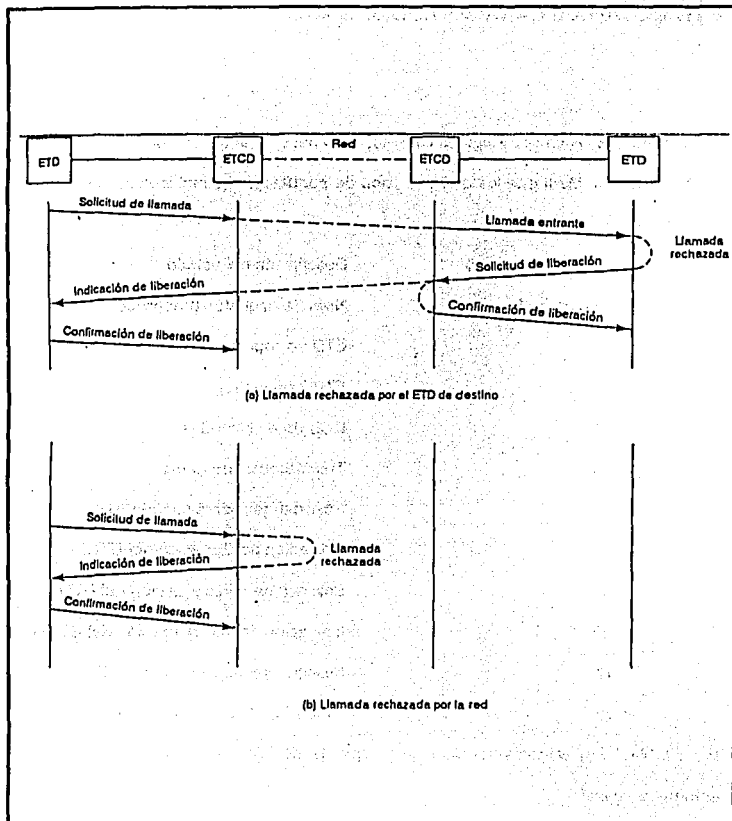 Red
ETD ETCD ETCD ETD
Solicitud de llamada
Llamada entrante
Llamada rechazada
Solicitud de liberación
Indicación de liberación
Confirmación de liberación
Confirmación de liberación
(a) Llamada rechazada por el ETD de destino
Solicitud de llamada
Llamada rechazada
Indicación de liberación
Confirmación de liberación
(b) Llamada rechazada por la red